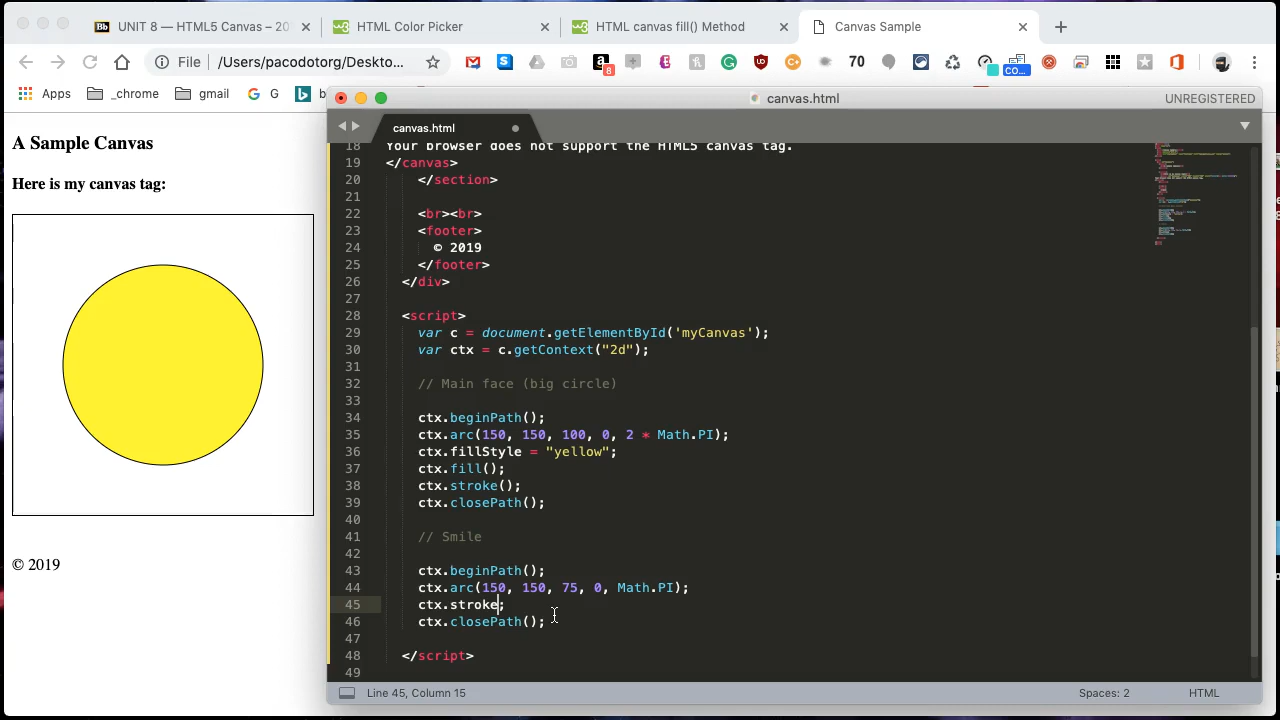 UNIT 8 — HTML5 Canvas – 20
HTML Color Picker
HTML canvas fill() Method
Canvas Sample
File
/Users/pacodotorg/Deskto...
8
70
CO...
Apps
_chrome
gmail
G
canvas.html
UNREGISTERED
canvas.html
A Sample Canvas
Here is my canvas tag:
© 2019
18 Your browser does not support the HTML5 canvas tag.
19 </canvas>
20 </section>
21
22 <br><br>
23 <footer>
24 © 2019
25 </footer>
26 </div>
27
28 <script>
29 var c = document.getElementById('myCanvas');
30 var ctx = c.getContext("2d");
31
32 // Main face (big circle)
33
34 ctx.beginPath();
35 ctx.arc(150, 150, 100, 0, 2 * Math.PI);
36 ctx.fillStyle = "yellow";
37 ctx.fill();
38 ctx.stroke();
39 ctx.closePath();
40
41 // Smile
42
43 ctx.beginPath();
44 ctx.arc(150, 150, 75, 0, Math.PI);
45 ctx.stroke;
46 ctx.closePath();
47
48 </script>
49
Line 45, Column 15
Spaces: 2
HTML